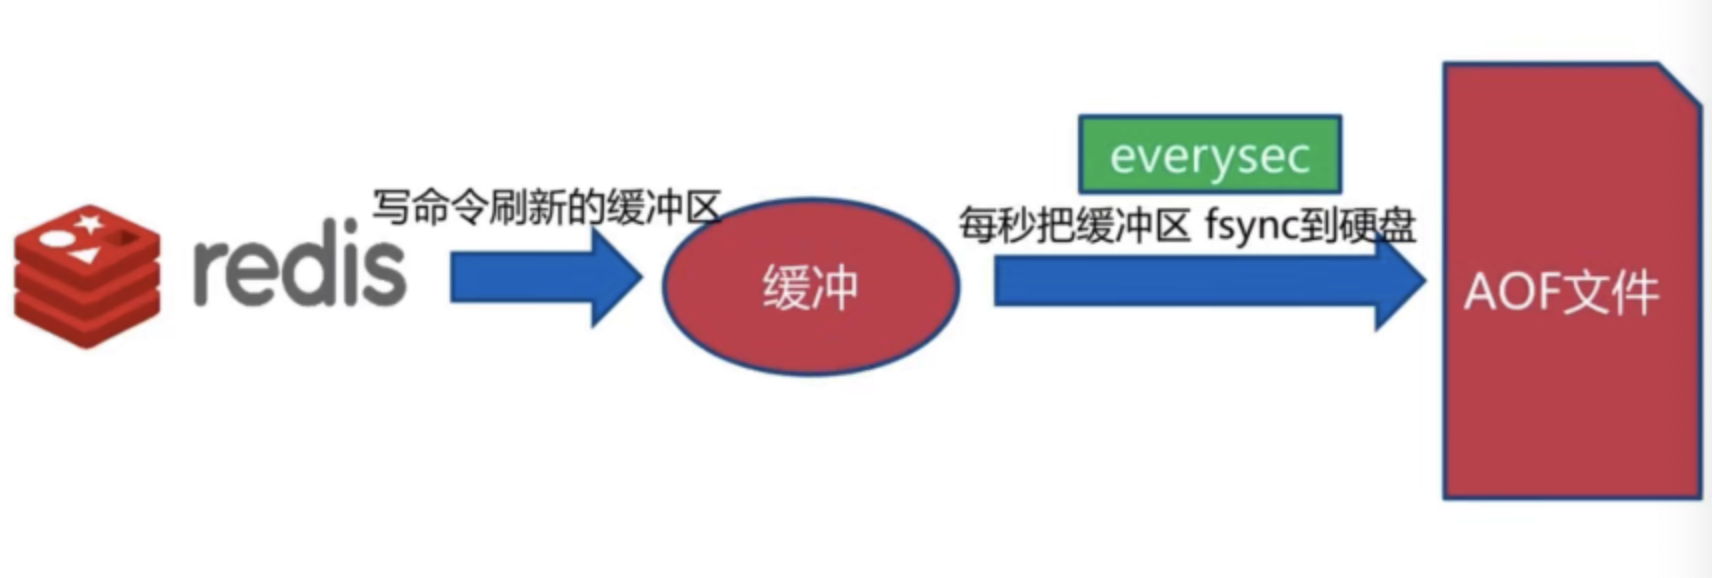 redis
写命令刷新的缓冲区
缓冲
everysec
每秒把缓冲区 fsync到硬盘
AOF文件